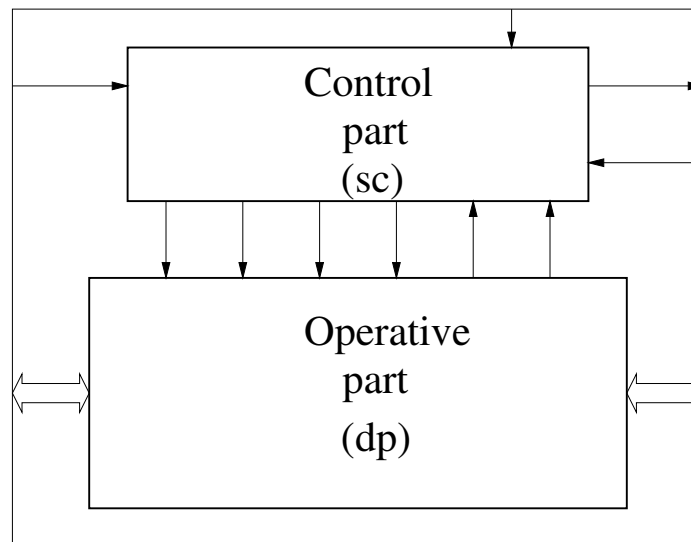 Control
part
(sc)
Operative
part
(dp)